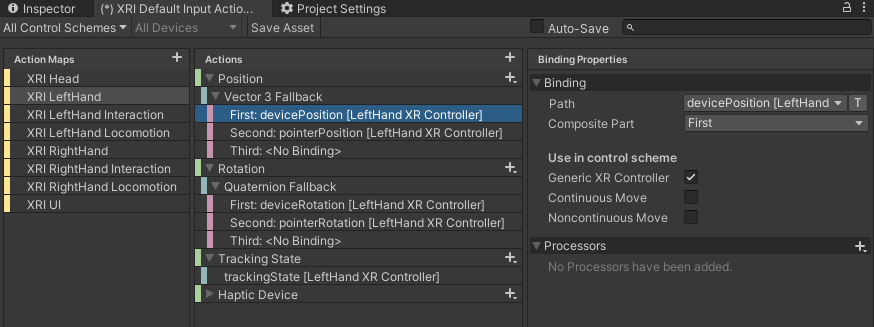 Inspector
(*) XRI Default Input Actio...
Project Settings
All Control Schemes
All Devices
Save Asset
Auto-Save
Action Maps
+
XRI Head
XRI LeftHand
XRI LeftHand Interaction
XRI LeftHand Locomotion
XRI RightHand
XRI RightHand Interaction
XRI RightHand Locomotion
XRI UI
Actions
+
Position
Vector 3 Fallback
First: devicePosition [LeftHand XR Controller]
Second: pointerPosition [LeftHand XR Controller]
Third: <No Binding>
Rotation
Quaternion Fallback
First: deviceRotation [LeftHand XR Controller]
Second: pointerRotation [LeftHand XR Controller]
Third: <No Binding>
Tracking State
trackingState [LeftHand XR Controller]
Haptic Device
Binding Properties
Binding
Path devicePosition [LeftHand T
Composite Part First
Use in control scheme
Generic XR Controller
Continuous Move
Noncontinuous Move
Processors
No Processors have been added.